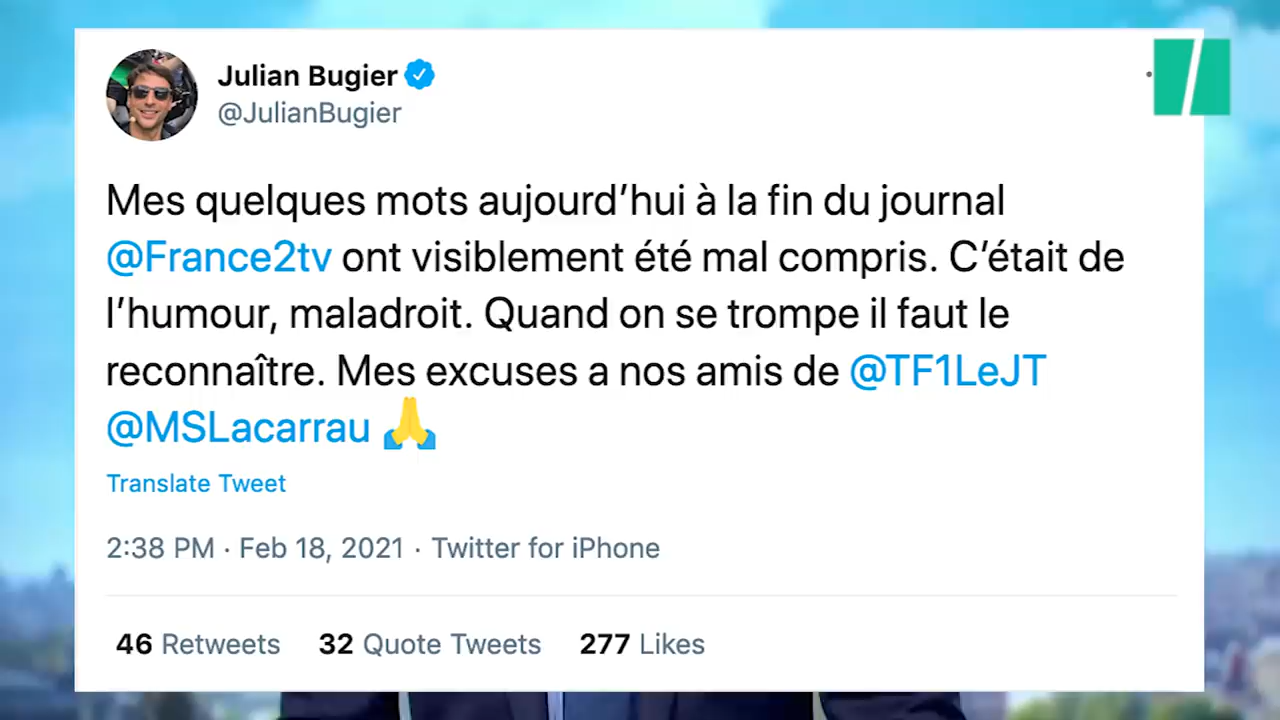 Julian Bugier
@JulianBugier
Mes quelques mots aujourd’hui à la fin du journal
@France2tv ont visiblement été mal compris. C’était de
l’humour, maladroit. Quand on se trompe il faut le
reconnaître. Mes excuses a nos amis de @TF1LeJT
@MSLacarrau 🙏
Translate Tweet
2:38 PM · Feb 18, 2021 · Twitter for iPhone
46 Retweets 32 Quote Tweets 277 Likes